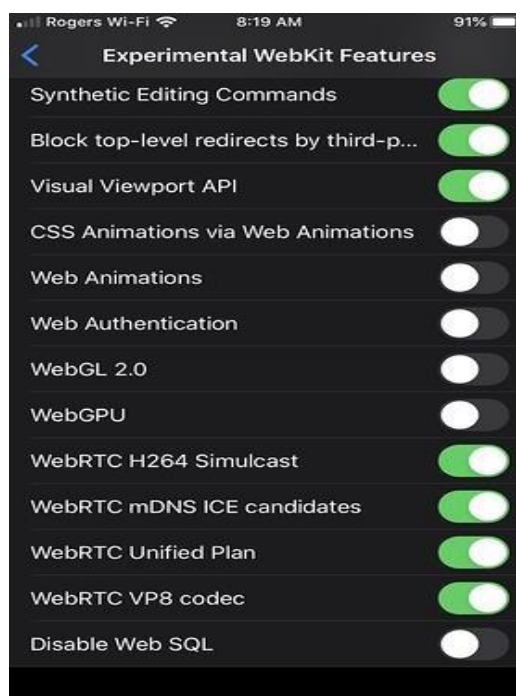 Rogers Wi-Fi 8:19 AM 91%
Experimental WebKit Features
Synthetic Editing Commands
Block top-level redirects by third-p...
Visual Viewport API
CSS Animations via Web Animations
Web Animations
Web Authentication
WebGL 2.0
WebGPU
WebRTC H264 Simulcast
WebRTC mDNS ICE candidates
WebRTC Unified Plan
WebRTC VP8 codec
Disable Web SQL